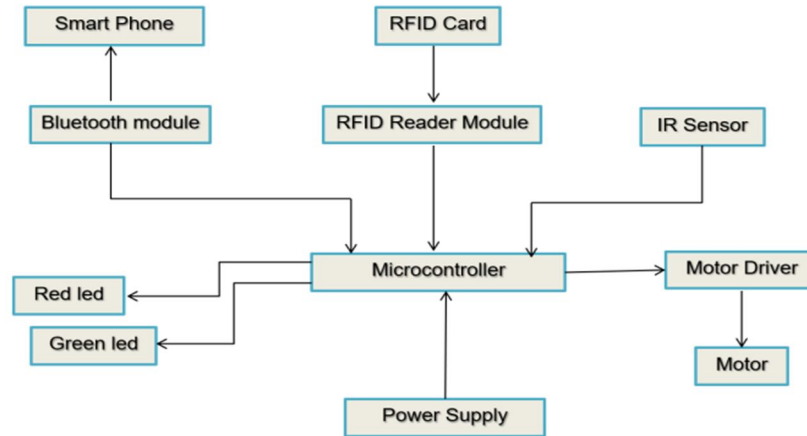 Smart Phone
RFID Card
Bluetooth module
RFID Reader Module
IR Sensor
Microcontroller
Motor Driver
Red led
Green led
Motor
Power Supply